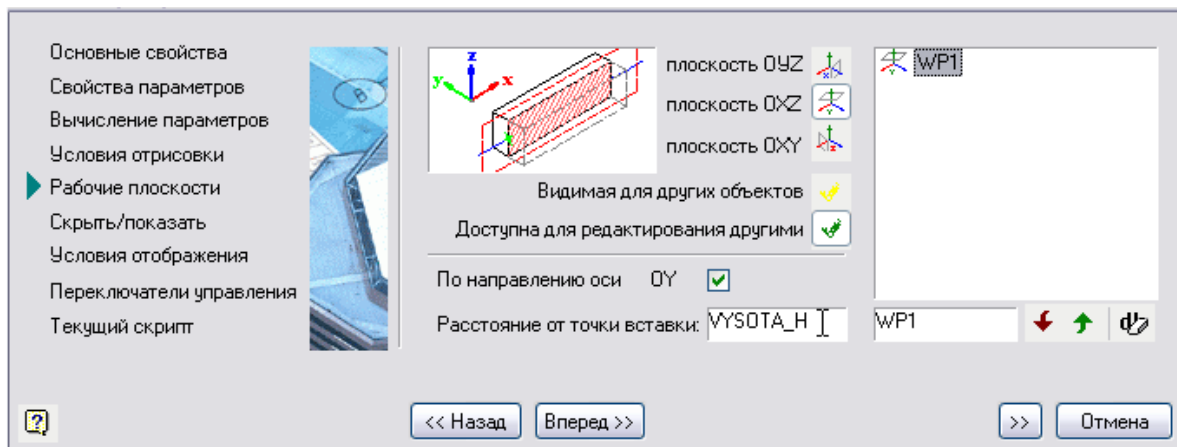 Основные свойства
Свойства параметров
Вычисление параметров
Условия отрисовки
Рабочие плоскости
Скрыть/показать
Условия отображения
Переключатели управления
Текущий скрипт
z
y
x
плоскость OYZ
плоскость OXZ
плоскость OXY
Видимая для других объектов
Доступна для редактирования другими
По направлению оси OY
Расстояние от точки вставки: VYSOTA_H
WP1
WP1
<< Назад
Вперед >>
>>
Отмена